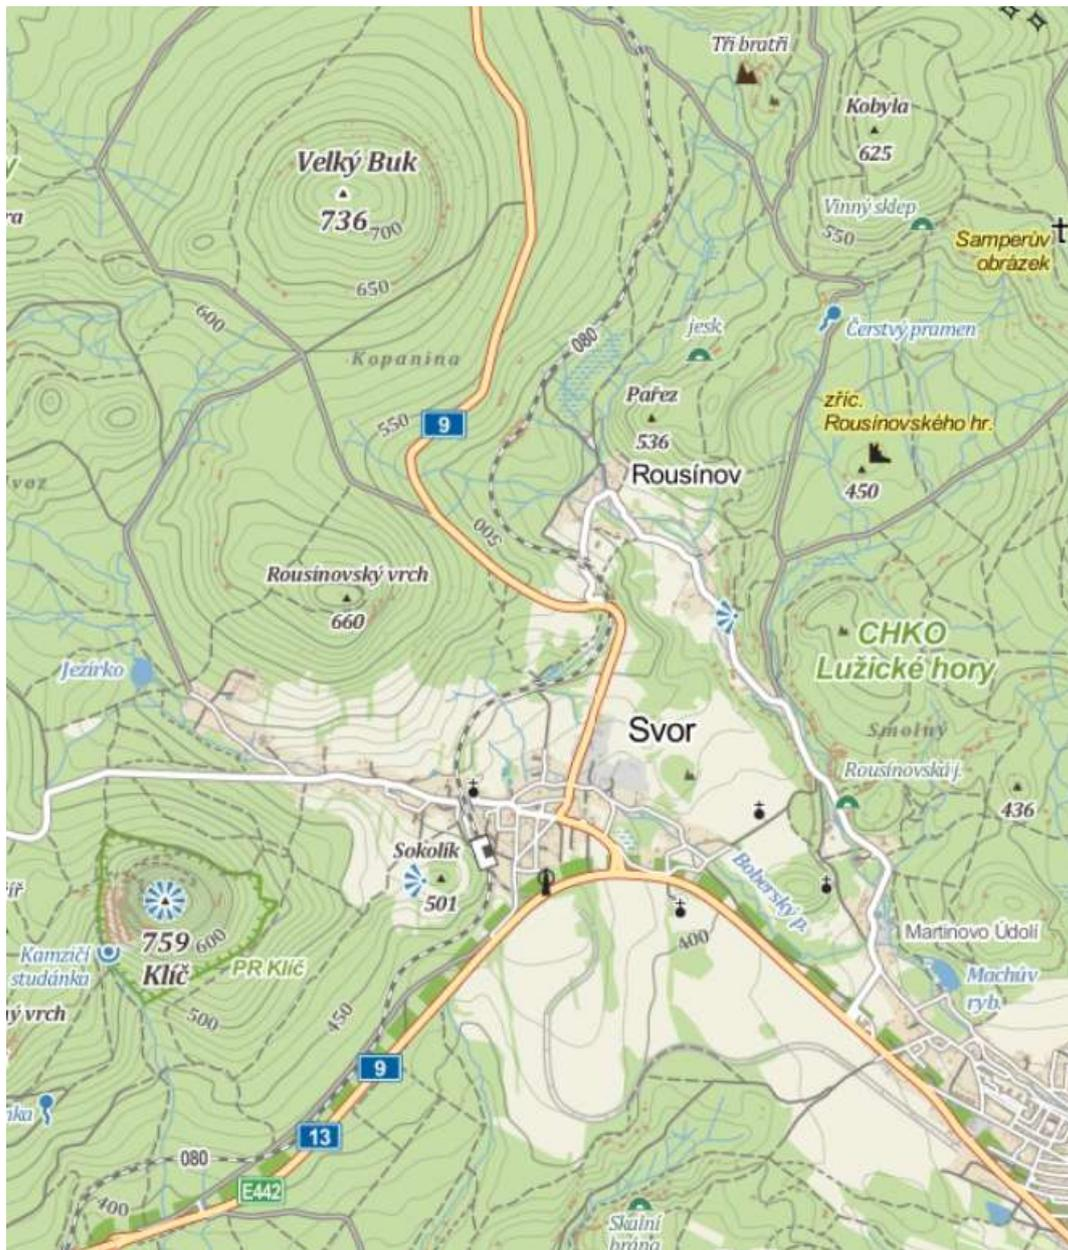 Tři bratři
Kobyla
625
Velký Buk
736
700
Vinný sklep
550
Samperův
obrázek
650
600
Kopanina
080
jesk.
Čerstvý pramen
Pařez
536
zříc.
Rousínovského hr.
550
9
450
Rousínov
500
Rousínovský vrch
660
CHKO
Lužické hory
Jezírko
Svor
Smolný
Rousínovská j.
436
Sokolík
501
Boberský p.
759
Klíč
600
PR Klíč
Kamzičí
studánka
400
Martinovo Údolí
Machův
ryb.
ý vrch
500
450
9
13
080
E442
400
Skalní
brána